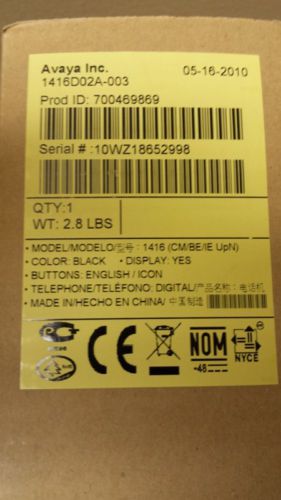 Avaya Inc.
05-16-2010
1416D02A-003
Prod ID: 700469869
Serial # :10WZ18652998
QTY:1
WT: 2.8 LBS
• MODEL/MODELO/型号 : 1416 (CM/BE/IE UpN)
• COLOR: BLACK • DISPLAY: YES
• BUTTONS: ENGLISH / ICON
• TELEPHONE/TELÉFONO: DIGITAL/产品名称: 电话机
• MADE IN/HECHO EN CHINA/ 中国制造
CE
NOM
-48
NYCE